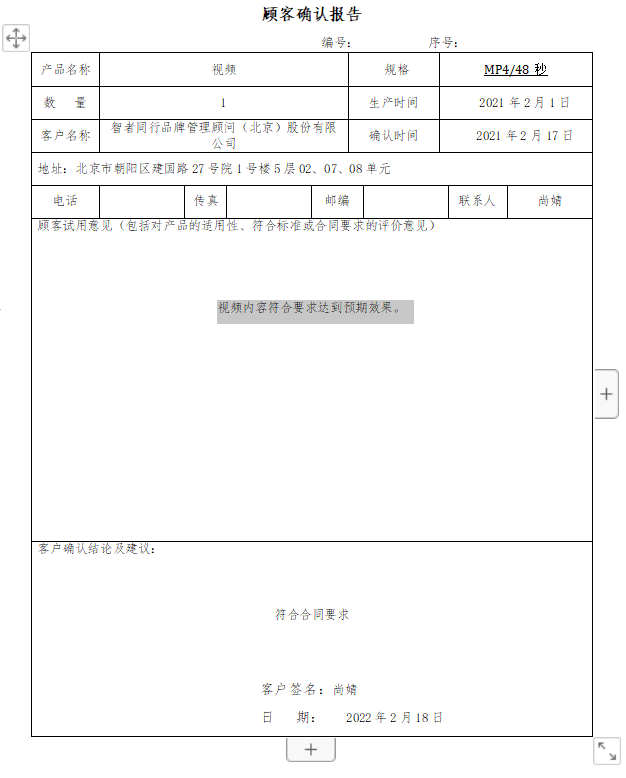 顾客确认报告
编号： 序号：
产品名称 视频 规格 MP4/48 秒
数 量 1 生产时间 2021 年 2 月 1 日
客户名称 智者同行品牌管理顾问（北京）股份有限公司 确认时间 2021 年 2 月 17 日
地址：北京市朝阳区建国路 27 号院 1 号楼 5 层 02、07、08 单元
电话 传真 邮编 联系人 尚婧
顾客试用意见（包括对产品的适用性、符合标准或合同要求的评价意见）
视频内容符合要求达到预期效果。
客户确认结论及建议：
符合合同要求
客户签名：尚婧
日 期： 2022 年 2 月 18 日